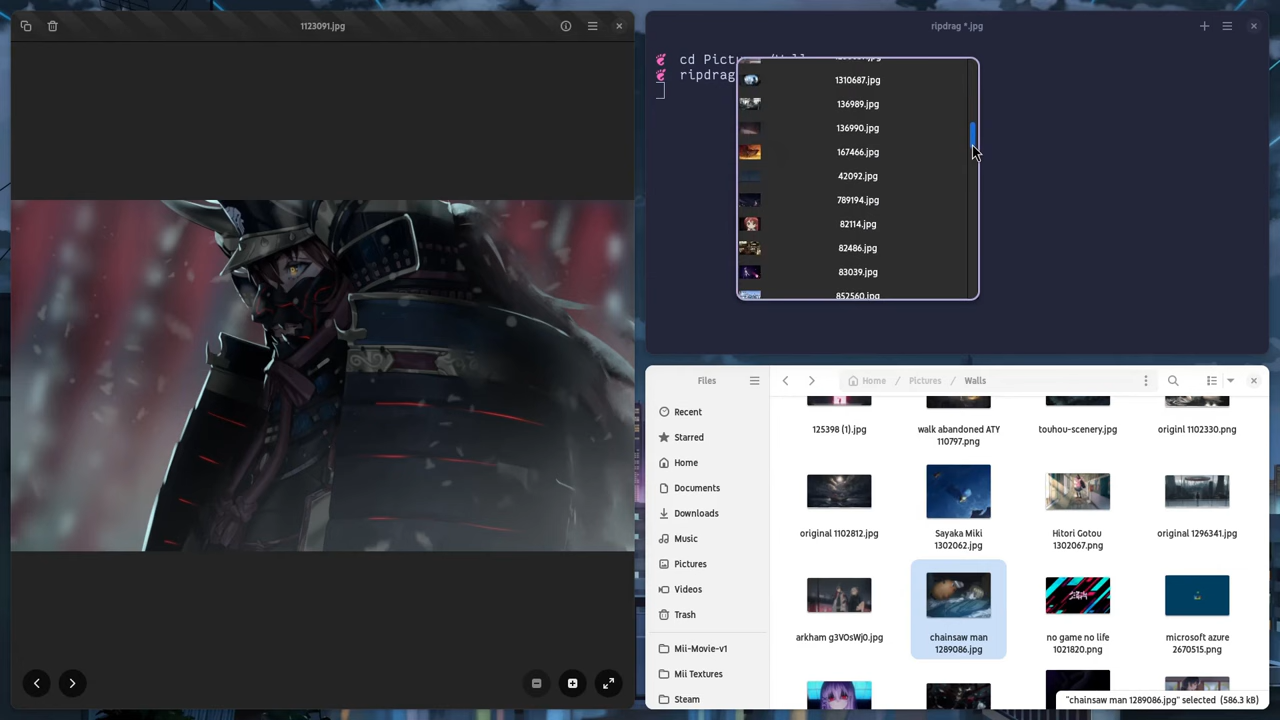 1123091.jpg
ripdrag *.jpg
cd Pict
ripdrag
1310687.jpg
136989.jpg
136990.jpg
167466.jpg
42092.jpg
789194.jpg
82114.jpg
82486.jpg
83039.jpg
852560.jpg
Files
Home / Pictures / Walls
Recent
Starred
Home
Documents
Downloads
Music
Pictures
Videos
Trash
Mii-Movie-v1
Mii Textures
Steam
125398 (1).jpg
walk abandoned ATY
110797.png
touhou-scenery.jpg
originl 1102330.png
original 1102812.jpg
Sayaka Miki
1302062.jpg
Hitori Gotou
1302067.png
original 1296341.jpg
arkham g3VOsWj0.jpg
chainsaw man
1289086.jpg
no game no life
1021820.png
microsoft azure
2670515.png
"chainsaw man 1289086.jpg" selected (586.3 kB)